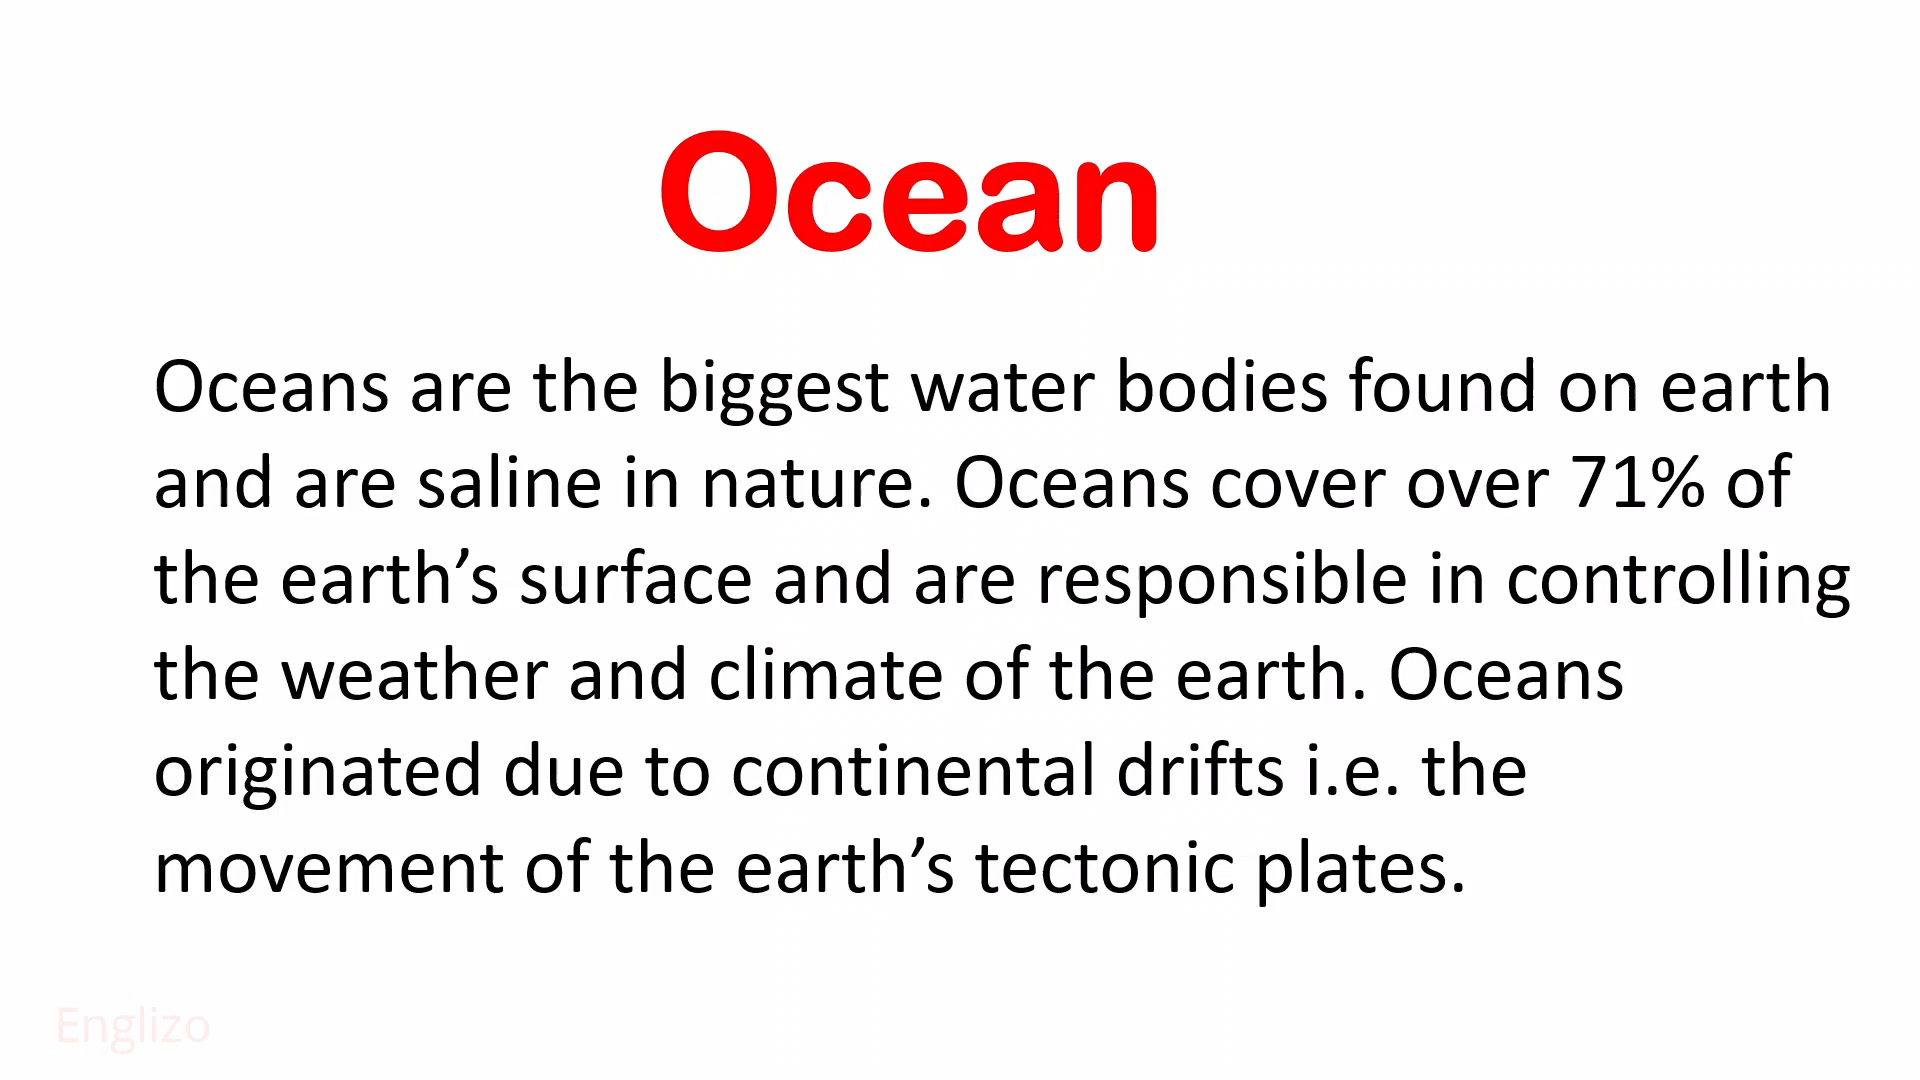 Ocean
Oceans are the biggest water bodies found on earth
and are saline in nature. Oceans cover over 71% of
the earth’s surface and are responsible in controlling
the weather and climate of the earth. Oceans
originated due to continental drifts i.e. the
movement of the earth’s tectonic plates.
Englizo